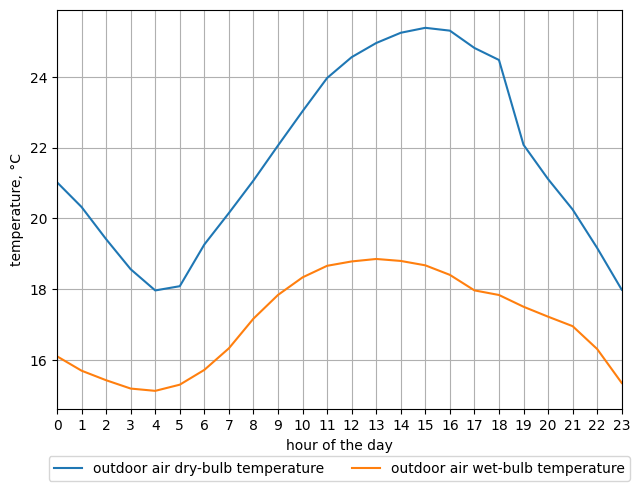 24
22
20
18
16
temperature, °C
0 1 2 3 4 5 6 7 8 9 10 11 12 13 14 15 16 17 18 19 20 21 22 23
hour of the day
outdoor air dry-bulb temperature outdoor air wet-bulb temperature